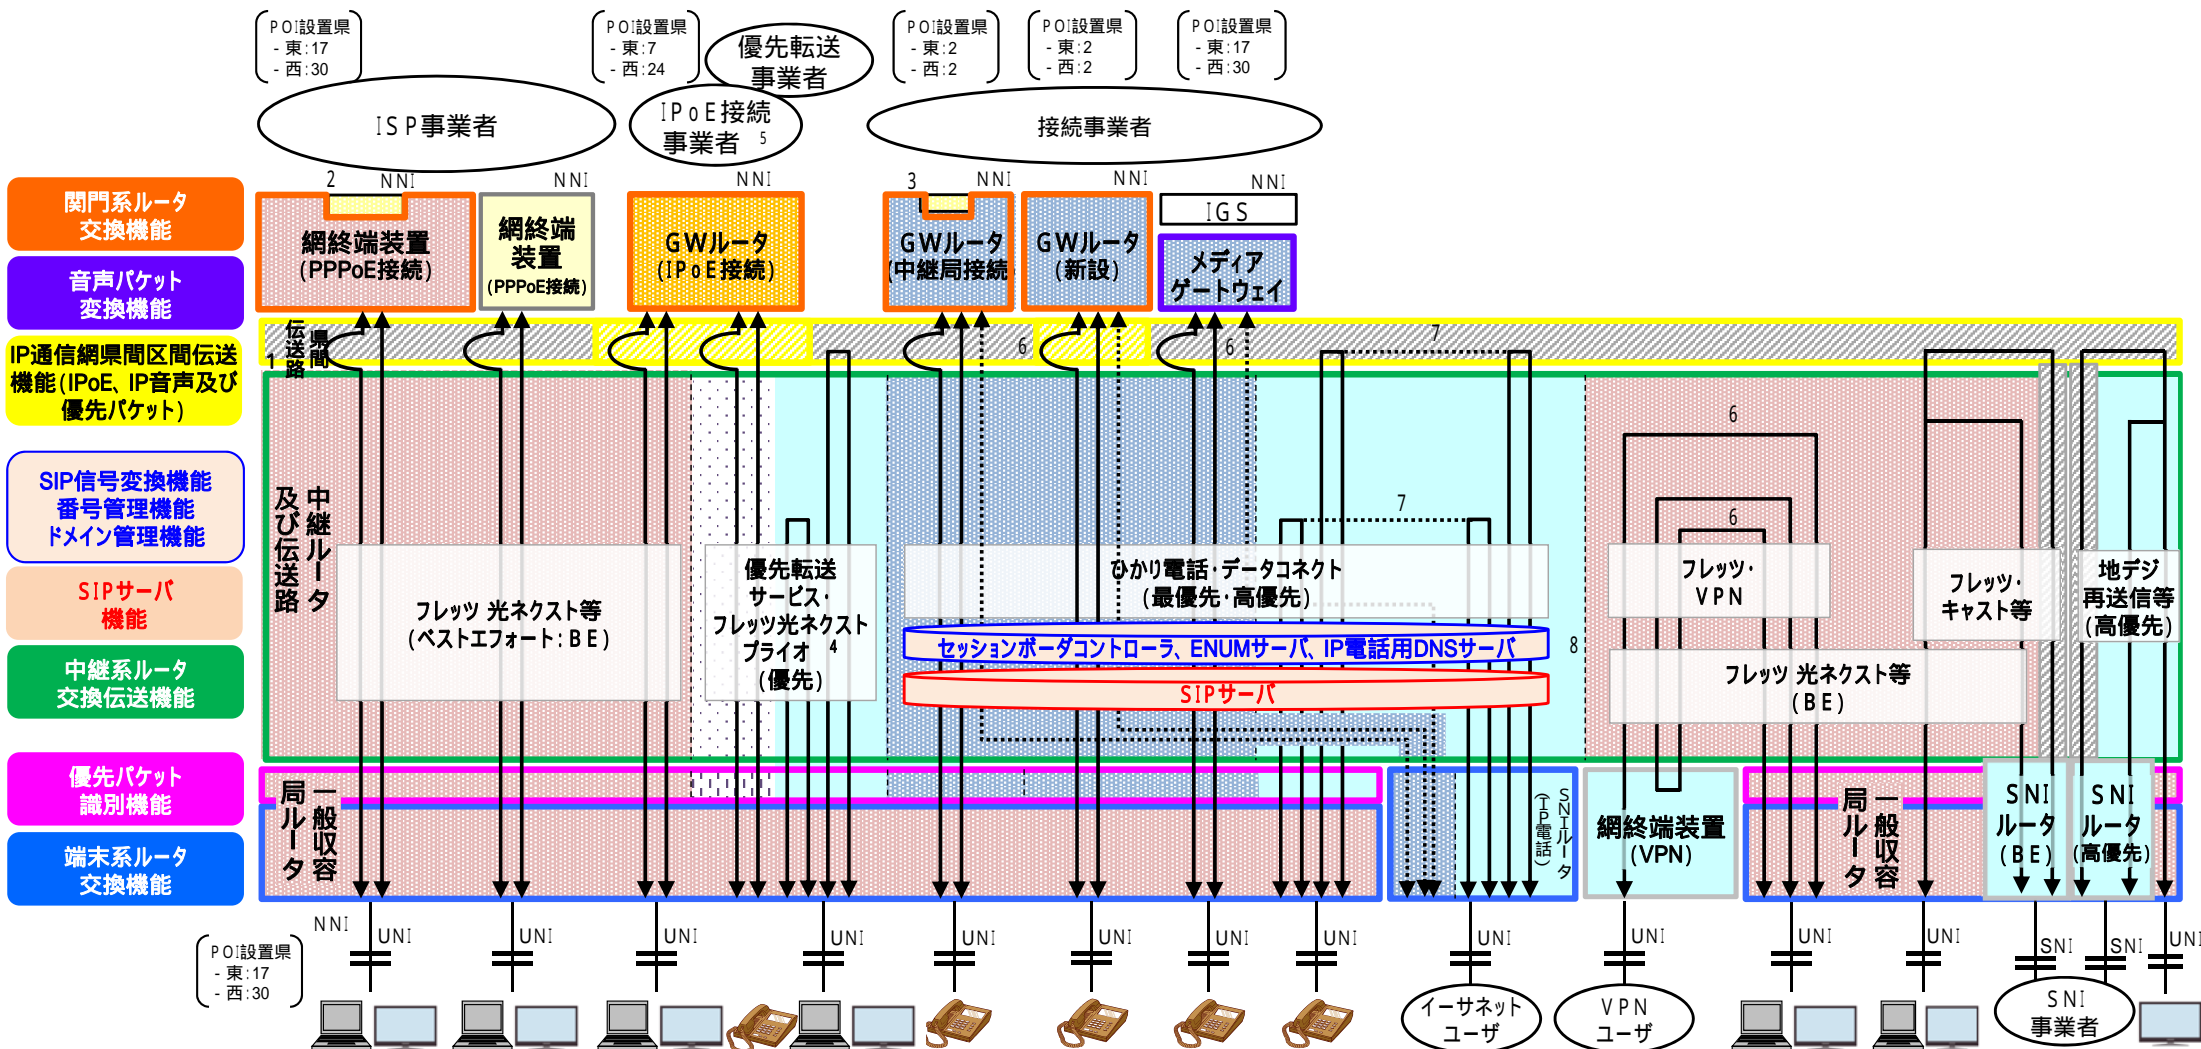 POI設置県
- 東:17
- 西:30
POI設置県
- 東:7
- 西:24
優先転送
事業者
POI設置県
- 東:2
- 西:2
POI設置県
- 東:2
- 西:2
POI設置県
- 東:17
- 西:30
ISP事業者
IPoE接続
事業者 5
接続事業者
関門系ルータ
交換機能
音声パケット
変換機能
IP通信網県間区間伝送
機能(IPoE、IP音声及び
優先パケット)
SIP信号変換機能
番号管理機能
ドメイン管理機能
SIPサーバ
機能
中継系ルータ
交換伝送機能
優先パケット
識別機能
端末系ルータ
交換機能
2
NNI
NNI
NNI
3
NNI
NNI
NNI
網終端装置
(PPPoE接続)
網終端
装置
(PPPoE接続)
GWルータ
(IPoE接続)
GWルータ
(中継局接続)
GWルータ
(新設)
IGS
メディア
ゲートウェイ
県間
伝送路
1
6
6
7
6
7
6
中継ルータ
及び伝送路
フレッツ 光ネクスト等
(ベストエフォート:BE)
優先転送
サービス・
フレッツ光ネクスト
プライオ 4
(優先)
ひかり電話・データコネクト
(最優先・高優先)
セッションボーダコントローラ、ENUMサーバ、IP電話用DNSサーバ
SIPサーバ
8
フレッツ・
VPN
フレッツ・
キャスト等
地デジ
再送信等
(高優先)
フレッツ 光ネクスト等
(BE)
一般収容
局ルータ
SNIルータ
(IP電話)
網終端装置
(VPN)
一般収容
局ルータ
SNI
ルータ
(BE)
SNI
ルータ
(高優先)
NNI
POI設置県
- 東:17
- 西:30
UNI
UNI
UNI
UNI
UNI
UNI
UNI
UNI
UNI
UNI
UNI
UNI
SNI
SNI
UNI
イーサネット
ユーザ
VPN
ユーザ
SNI
事業者